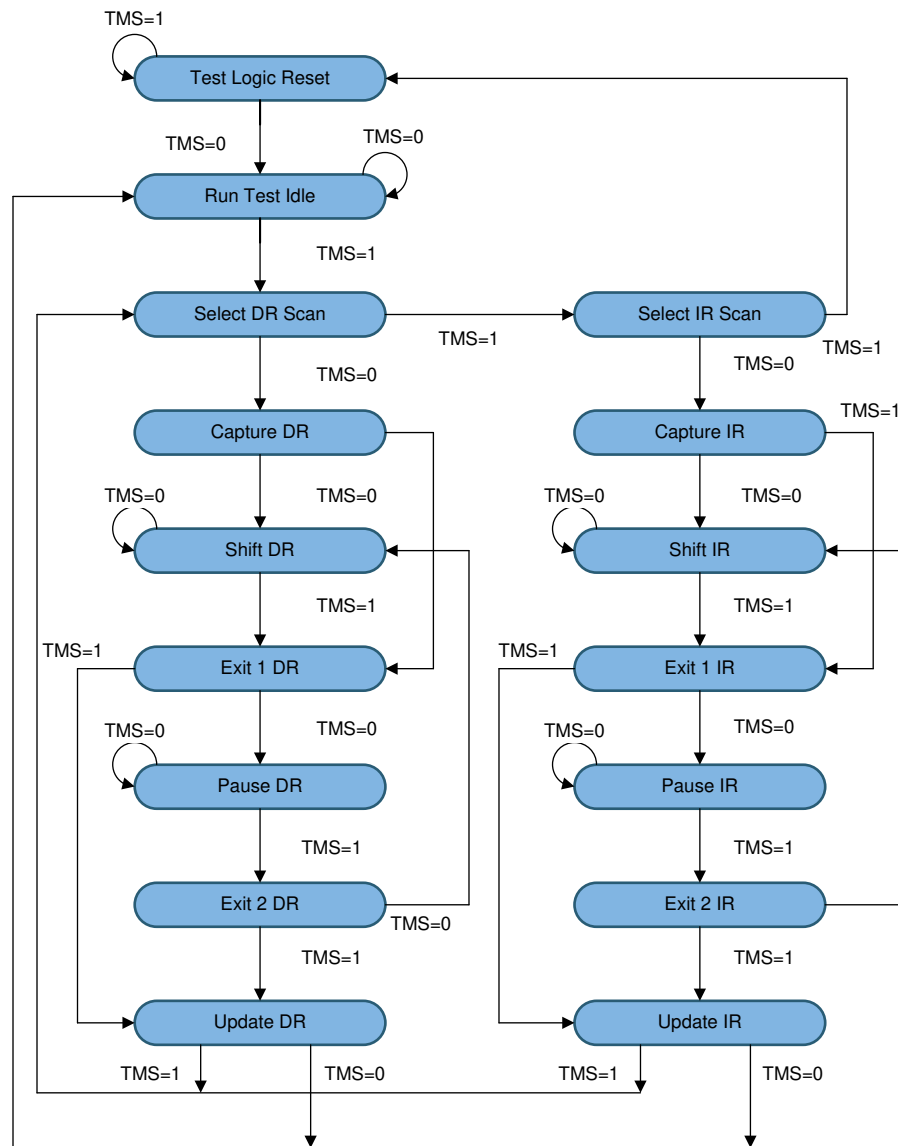 TMS=1
Test Logic Reset
TMS=0
TMS=0
Run Test Idle
TMS=1
Select DR Scan
Select IR Scan
TMS=1
TMS=1
TMS=0
TMS=0
Capture DR
Capture IR
TMS=1
TMS=0
TMS=0
TMS=0
TMS=0
Shift DR
Shift IR
TMS=1
TMS=1
TMS=1
Exit 1 DR
TMS=1
Exit 1 IR
TMS=0
TMS=0
TMS=0
TMS=0
Pause DR
Pause IR
TMS=1
TMS=1
Exit 2 DR
TMS=0
Exit 2 IR
TMS=1
TMS=1
Update DR
Update IR
TMS=1
TMS=0
TMS=1
TMS=0